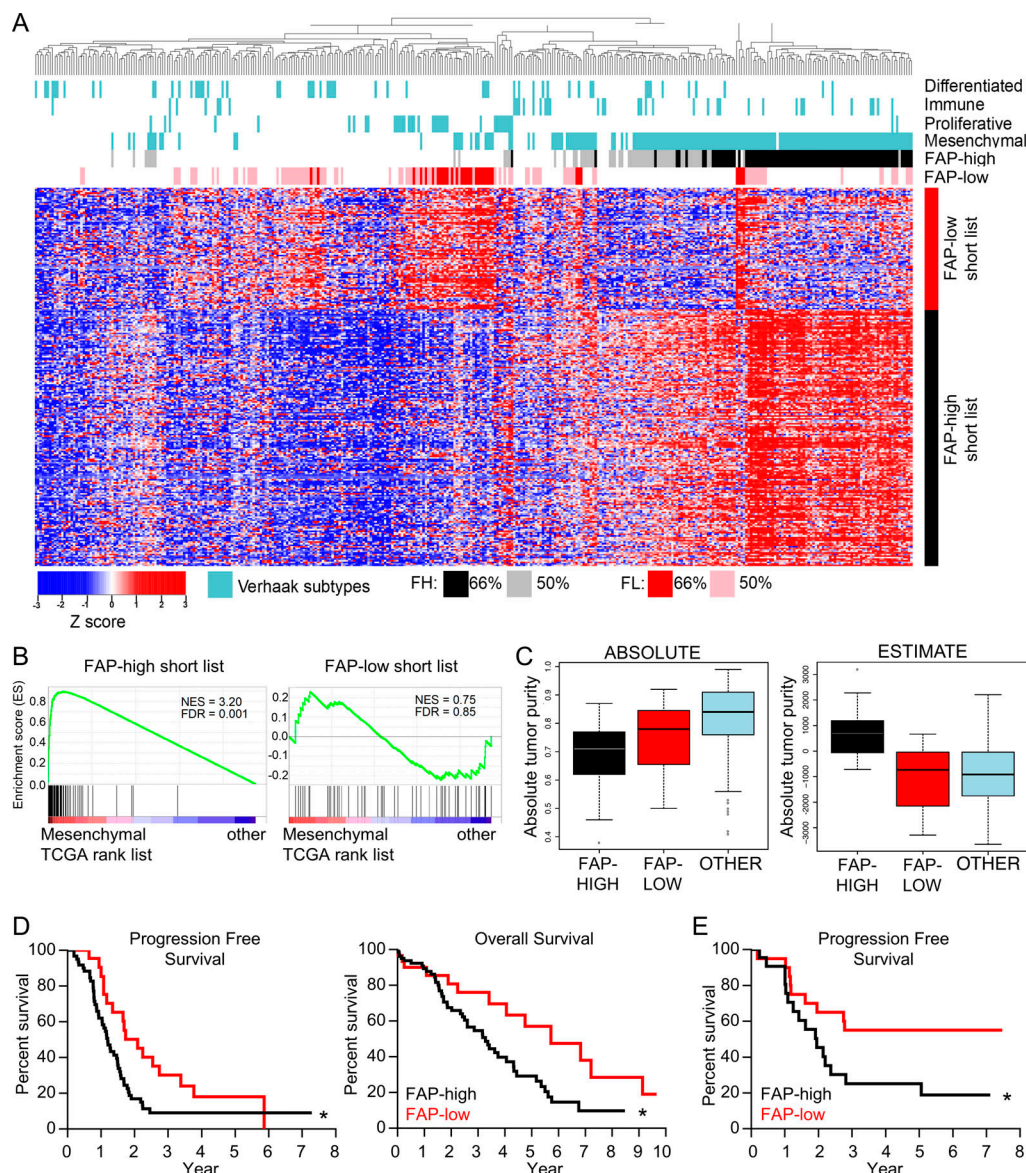 A
Differentiated
Immune
Proliferative
Mesenchymal
FAP-high
FAP-low
FAP-low
short list
FAP-high
short list
-3 -1 0 1 2 3
Z score
Verhaak subtypes
FH: 66% 50%
FL: 66% 50%
B
FAP-high short list
FAP-low short list
Enrichment score (ES)
0.8
0.6
0.4
0.2
0.0
NES = 3.20
FDR = 0.001
0.2
0.1
0.0
-0.1
-0.2
NES = 0.75
FDR = 0.85
Mesenchymal other
TCGA rank list
Mesenchymal other
TCGA rank list
C
ABSOLUTE
Absolute tumor purity
1.0
0.9
0.8
0.7
0.6
0.5
0.4
FAP-
HIGH
FAP-
LOW
OTHER
ESTIMATE
Absolute tumor purity
3000
2000
1000
0
-1000
-2000
-3000
FAP-
HIGH
FAP-
LOW
OTHER
D
Progression Free
Survival
Percent survival
100
80
60
40
20
0
0 1 2 3 4 5 6 7 8
Year
*
Overall Survival
Percent survival
100
80
60
40
20
0
FAP-high
FAP-low
*
0 1 2 3 4 5 6 7 8 9 10
Year
E
Progression Free
Survival
Percent survival
100
80
60
40
20
0
FAP-high
FAP-low
*
0 1 2 3 4 5 6 7 8
Year